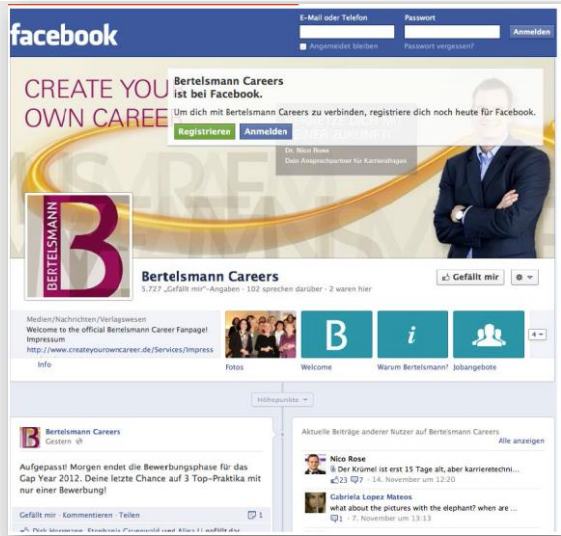 facebook
E-Mail oder Telefon
Passwort
Anmelden
Angemeldet bleiben
Passwort vergessen?
CREATE YOU
OWN CAREE
Bertelsmann Careers
ist bei Facebook.
Um dich mit Bertelsmann Careers zu verbinden, registriere dich noch heute für Facebook.
Registrieren
Anmelden
Dr. Nico Rose
Dein Ansprechpartner für Karrierefragen
BERTELSMANN
B
Bertelsmann Careers
5.727 „Gefällt mir“-Angaben · 102 sprechen darüber · 2 waren hier
Gefällt mir
Medien/Nachrichten/Verlagswesen
Welcome to the official Bertelsmann Career Fanpage!
Impressum
http://www.createyourowncareer.de/Services/Impress
Info
B
i
4
Fotos
Welcome
Warum Bertelsmann?
Jobangebote
Höhepunkte
Bertelsmann Careers
Gestern
Aufgepasst! Morgen endet die Bewerbungsphase für das
Gap Year 2012. Deine letzte Chance auf 3 Top-Praktika mit
nur einer Bewerbung!
Gefällt mir · Kommentieren · Teilen
1
Aktuelle Beiträge anderer Nutzer auf Bertelsmann Careers
Alle anzeigen
Nico Rose
Der Krümel ist erst 15 Tage alt, aber karrieretechni...
23 7 · 14. November um 12:20
Gabriela Lopez Mateos
what about the pictures with the elephant? when are ...
1 · 7. November um 13:13